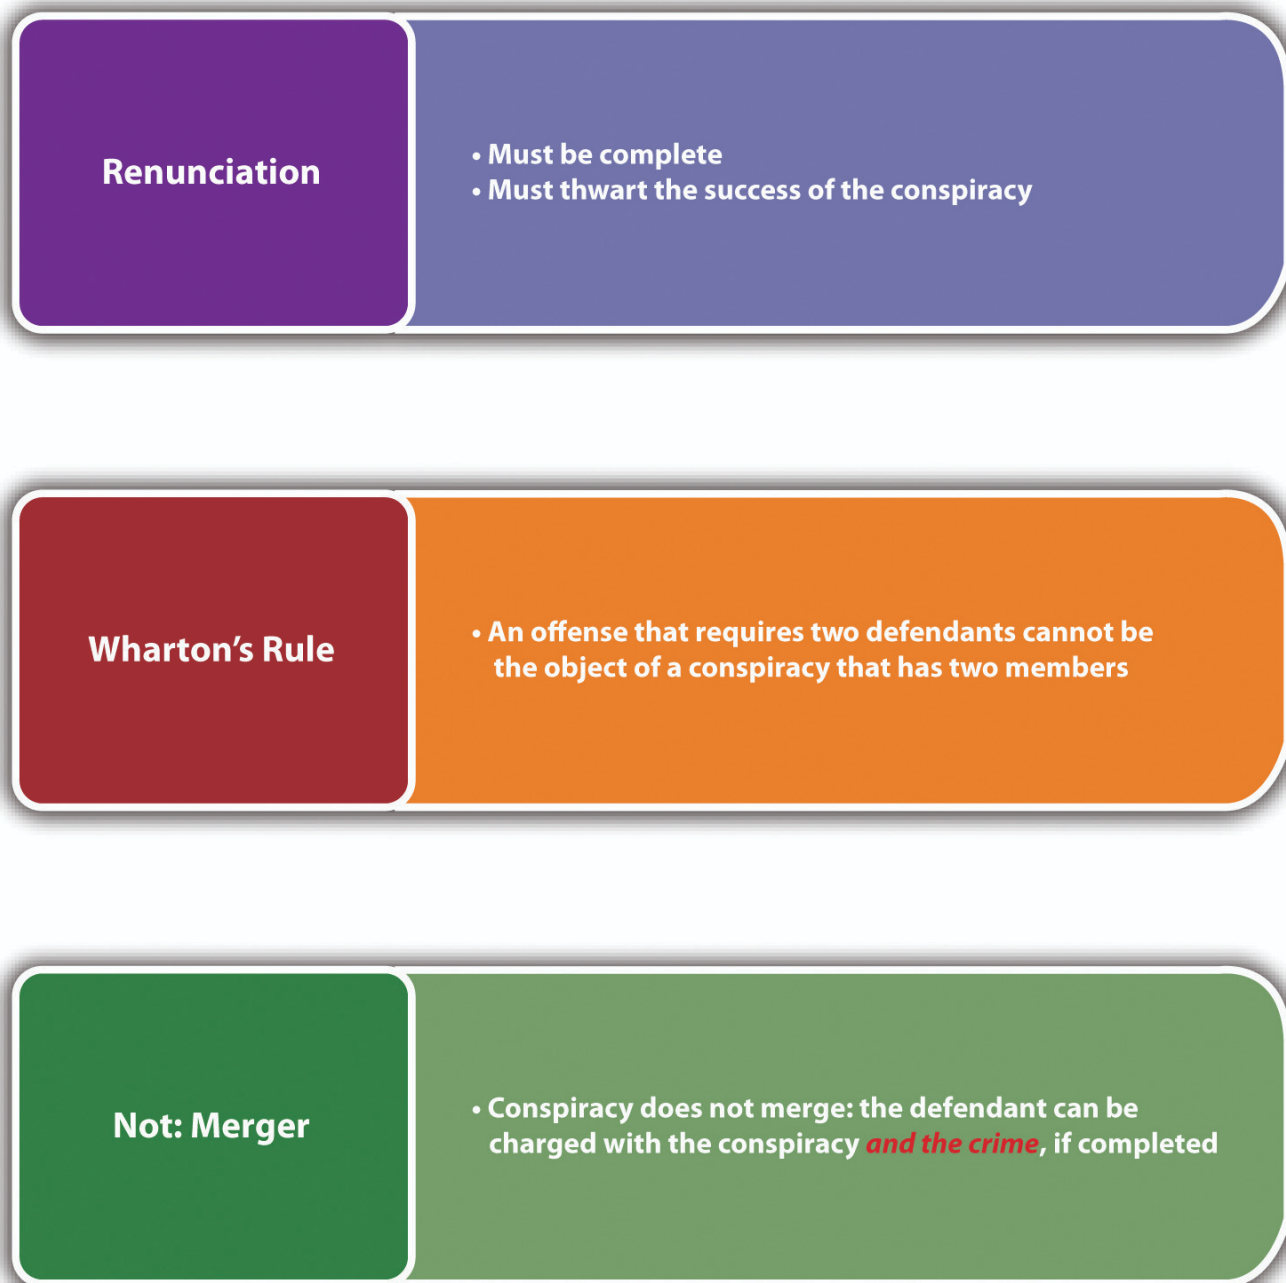 Renunciation
• Must be complete
• Must thwart the success of the conspiracy
Wharton’s Rule
• An offense that requires two defendants cannot be
the object of a conspiracy that has two members
Not: Merger
• Conspiracy does not merge: the defendant can be
charged with the conspiracy and the crime, if completed